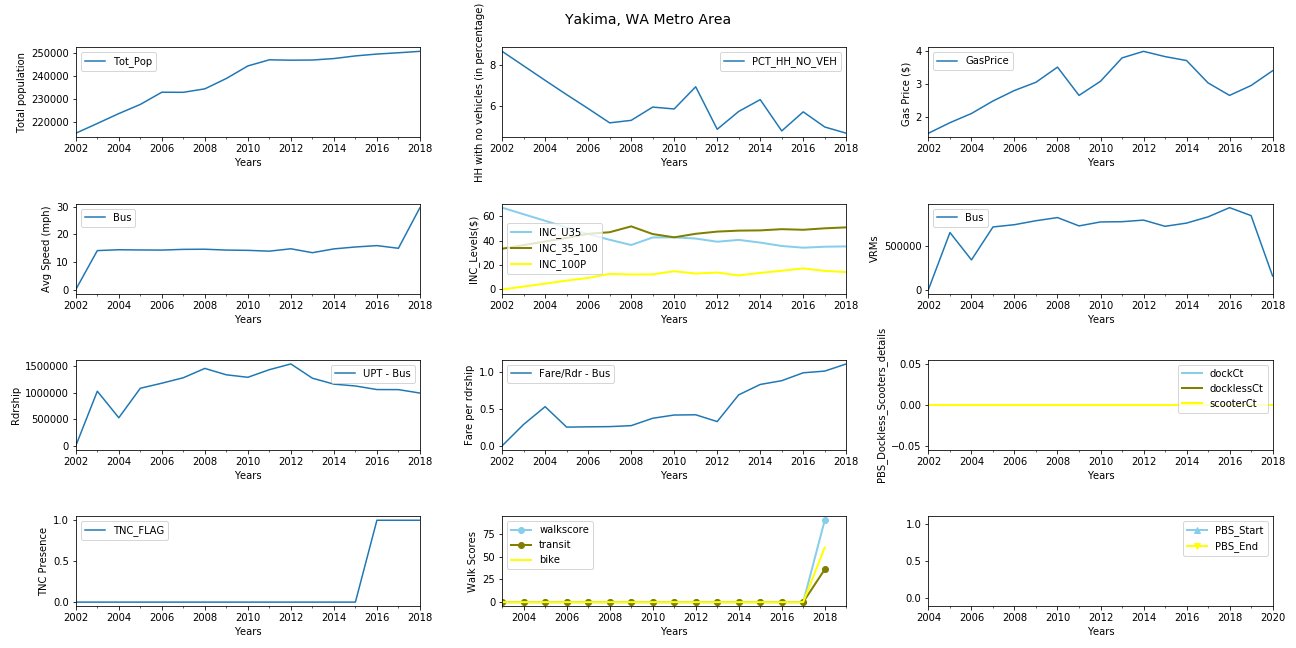 Yakima, WA Metro Area
Total population
250000
240000
230000
220000
Tot_Pop
2002 2004 2006 2008 2010 2012 2014 2016 2018
Years
HH with no vehicles (in percentage)
8
6
PCT_HH_NO_VEH
2002 2004 2006 2008 2010 2012 2014 2016 2018
Years
Gas Price ($)
4
3
2
GasPrice
2002 2004 2006 2008 2010 2012 2014 2016 2018
Years
Avg Speed (mph)
30
20
10
0
Bus
2002 2004 2006 2008 2010 2012 2014 2016 2018
Years
INC_Levels($)
60
40
20
0
INC_U35
INC_35_100
INC_100P
2002 2004 2006 2008 2010 2012 2014 2016 2018
Years
VRMs
500000
0
Bus
2002 2004 2006 2008 2010 2012 2014 2016 2018
Years
Rdrship
1500000
1000000
500000
0
UPT - Bus
2002 2004 2006 2008 2010 2012 2014 2016 2018
Years
Fare per rdrship
1.0
0.5
0.0
Fare/Rdr - Bus
2002 2004 2006 2008 2010 2012 2014 2016 2018
Years
PBS_Dockless_Scooters_details
0.05
0.00
−0.05
dockCt
docklessCt
scooterCt
2002 2004 2006 2008 2010 2012 2014 2016 2018
Years
TNC Presence
1.0
0.5
0.0
TNC_FLAG
2002 2004 2006 2008 2010 2012 2014 2016 2018
Years
Walk Scores
75
50
25
0
walkscore
transit
bike
2004 2006 2008 2010 2012 2014 2016 2018
Years
1.0
0.5
0.0
PBS_Start
PBS_End
2004 2006 2008 2010 2012 2014 2016 2018 2020
Years